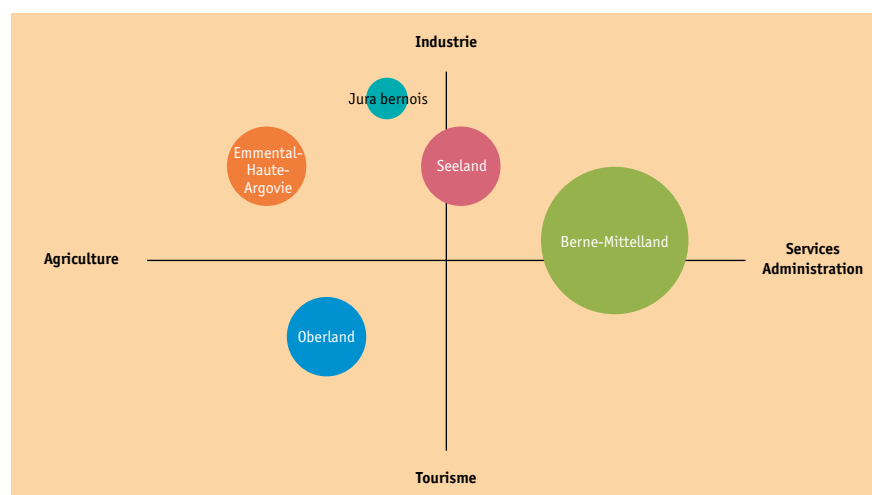 Industrie
Jura bernois
Emmental-
Haute-
Argovie
Seeland
Berne-Mittelland
Agriculture
Services
Administration
Oberland
Tourisme